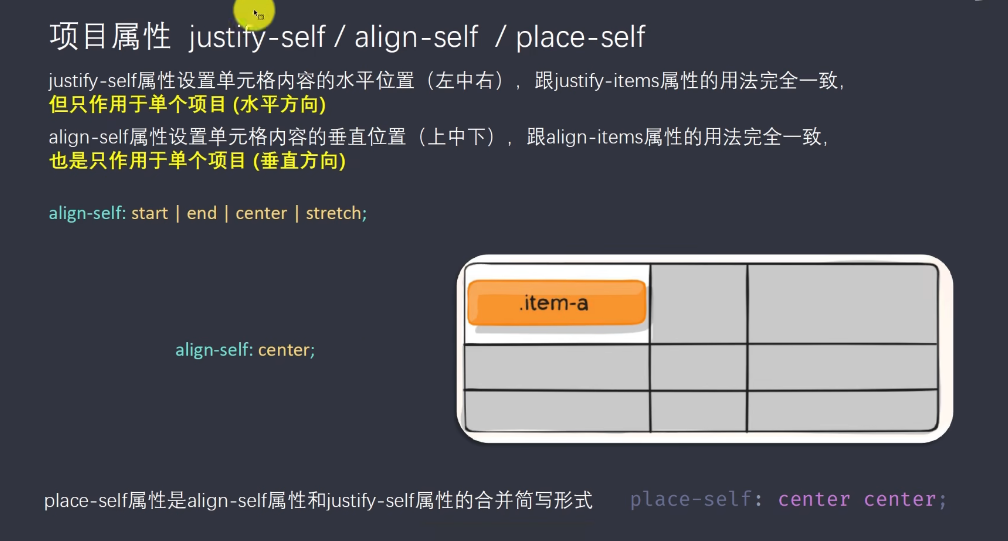 项目属性 justify-self / align-self / place-self
justify-self属性设置单元格内容的水平位置（左中右），跟justify-items属性的用法完全一致，
但只作用于单个项目 (水平方向)
align-self属性设置单元格内容的垂直位置（上中下），跟align-items属性的用法完全一致，
也是只作用于单个项目 (垂直方向)
align-self: start | end | center | stretch;
.item-a
align-self: center;
place-self属性是align-self属性和justify-self属性的合并简写形式 place-self: center center;